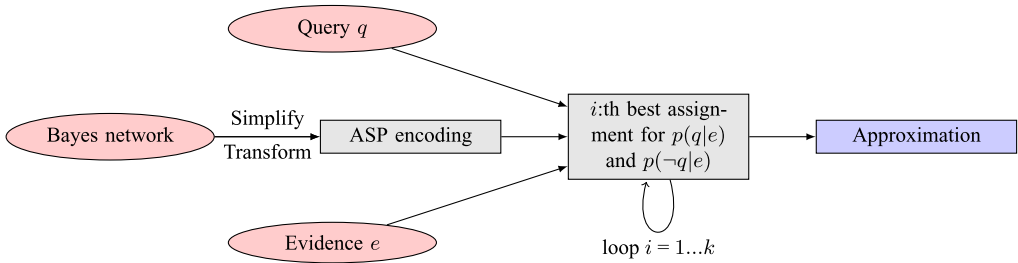 Query q
Bayes network
Simplify
Transform
ASP encoding
i:th best assign-
ment for p(q|e)
and p(¬q|e)
Approximation
Evidence e
loop i = 1...k